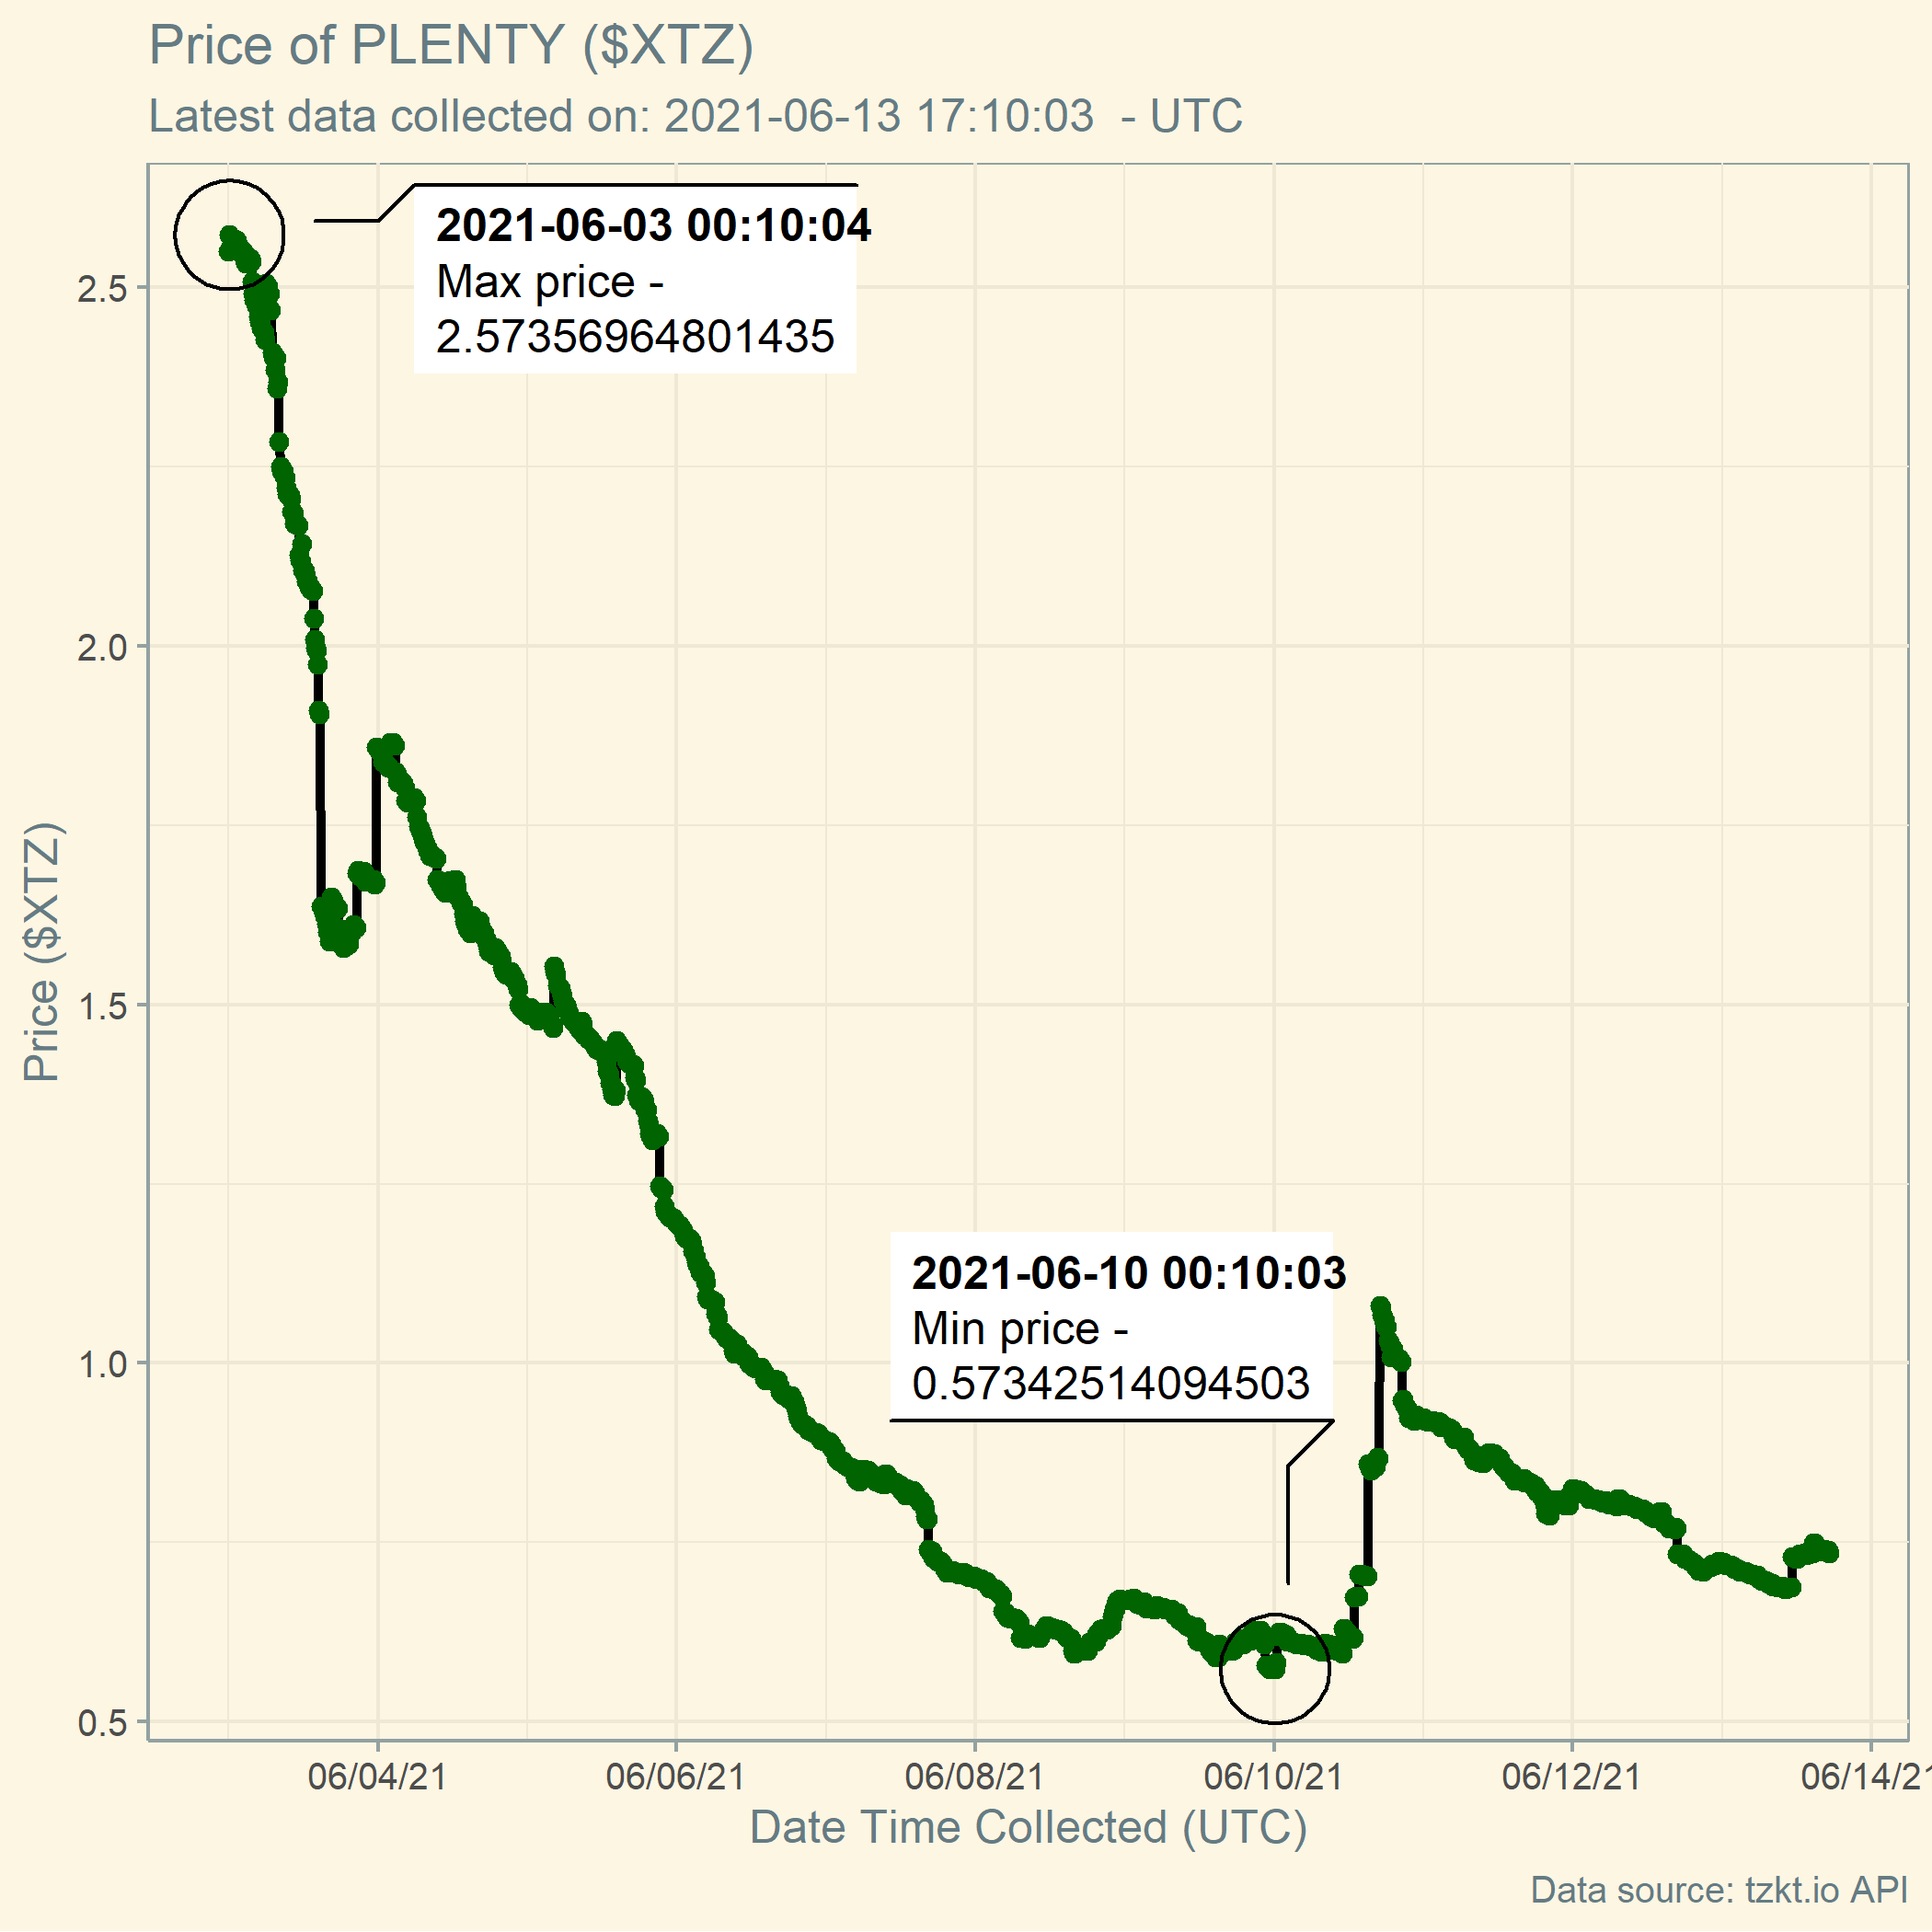 Price of PLENTY ($XTZ)
Latest data collected on: 2021-06-13 17:10:03  - UTC
2021-06-03 00:10:04
Max price -
2.57356964801435
2.5
2.0
1.5
1.0
0.5
Price ($XTZ)
2021-06-10 00:10:03
Min price -
0.57342514094503
06/04/21
06/06/21
06/08/21
06/10/21
06/12/21
06/14/21
Date Time Collected (UTC)
Data source: tzkt.io API